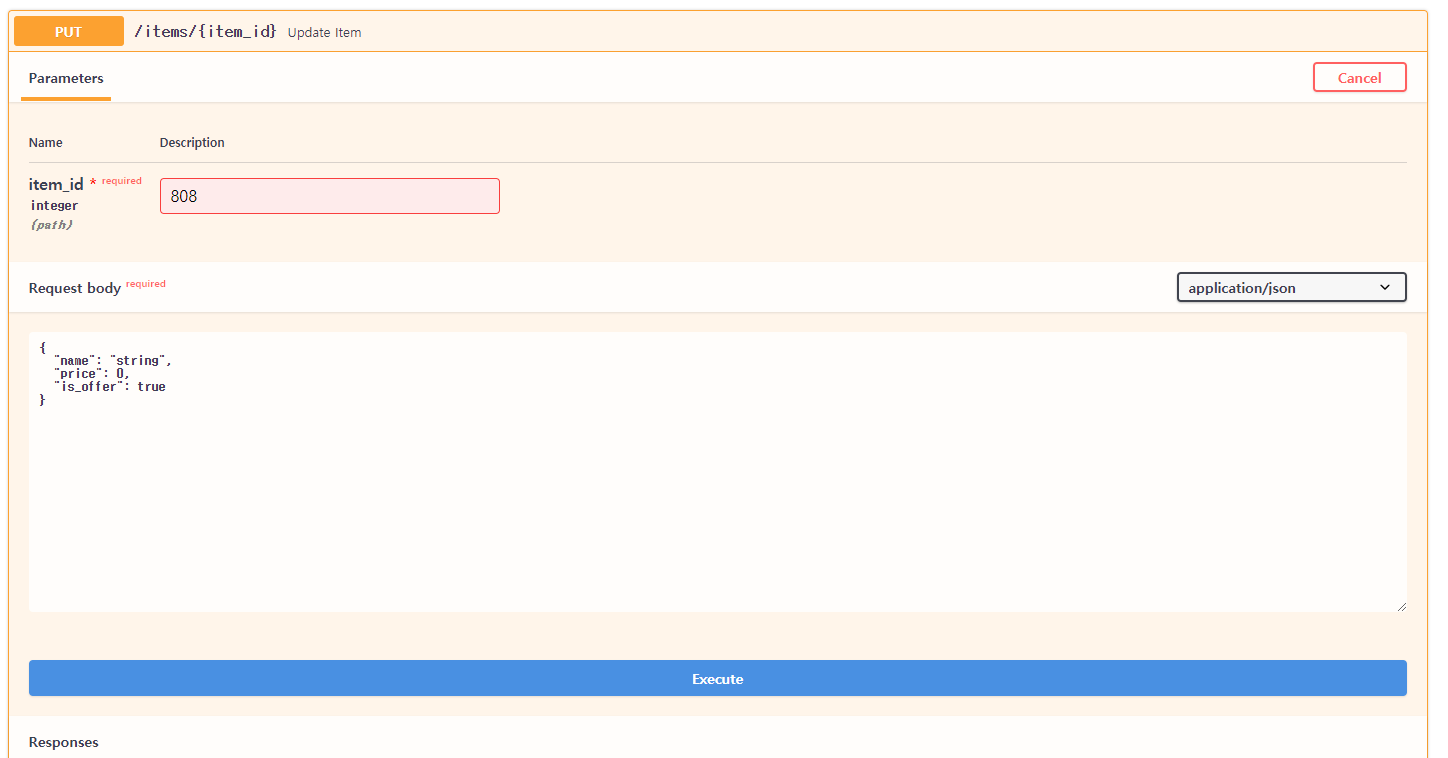 PUT /items/{item_id} Update Item
Parameters Cancel
Name Description
item_id * required 808
integer
(path)
Request body required application/json
{
  "name": "string",
  "price": 0,
  "is_offer": true
}
Execute
Responses